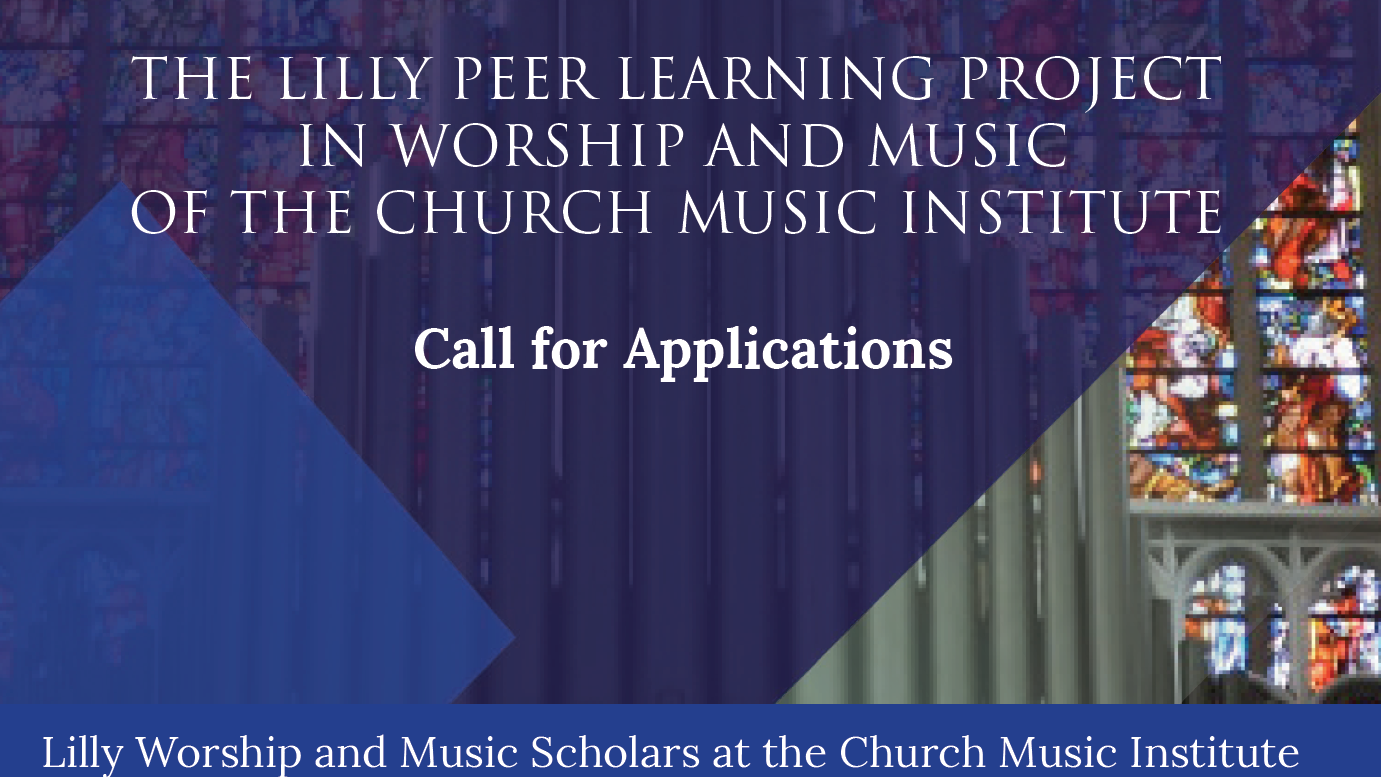 THE LILLY PEER LEARNING PROJECT
IN WORSHIP AND MUSIC
OF THE CHURCH MUSIC INSTITUTE
Call for Applications
Lilly Worship and Music Scholars at the Church Music Institute